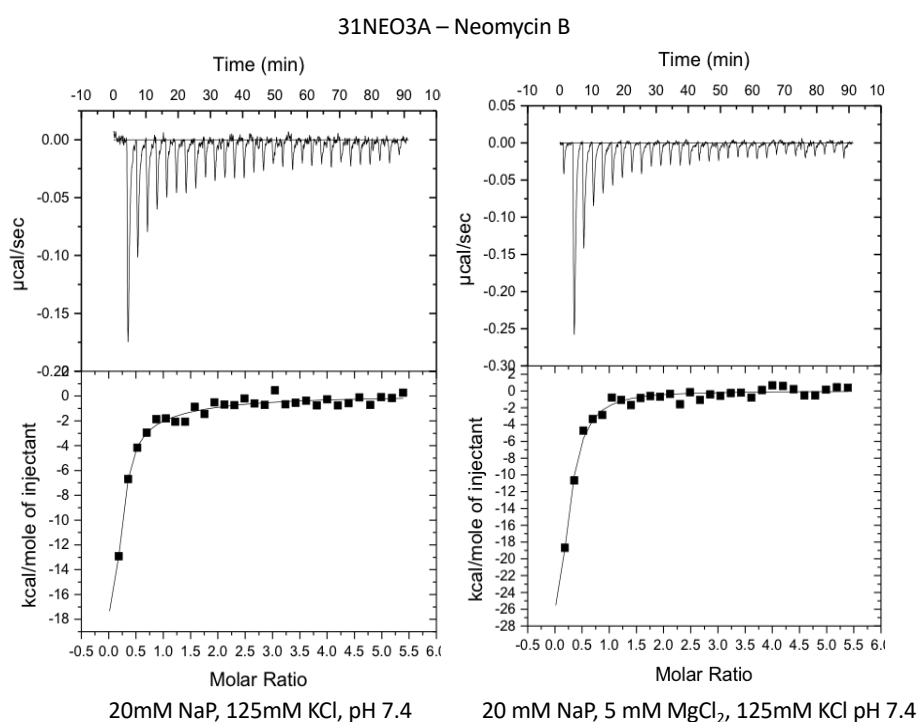 31NEO3A – Neomycin B
Time (min)
-10 0 10 20 30 40 50 60 70 80 90 10
0.00
-0.05
-0.10
-0.15
-0.20
µcal/sec
2
0
-2
-4
-6
-8
-10
-12
-14
-16
-18
kcal/mole of injectant
-0.5 0.0 0.5 1.0 1.5 2.0 2.5 3.0 3.5 4.0 4.5 5.0 5.5
Molar Ratio
20mM NaP, 125mM KCl, pH 7.4
Time (min)
-10 0 10 20 30 40 50 60 70 80 90 10
0.05
0.00
-0.05
-0.10
-0.15
-0.20
-0.25
-0.30
µcal/sec
2
0
-2
-4
-6
-8
-10
-12
-14
-16
-18
-20
-22
-24
-26
-28
kcal/mole of injectant
-0.5 0.0 0.5 1.0 1.5 2.0 2.5 3.0 3.5 4.0 4.5 5.0 5.5 6.0
Molar Ratio
20 mM NaP, 5 mM MgCl₂, 125mM KCl pH 7.4